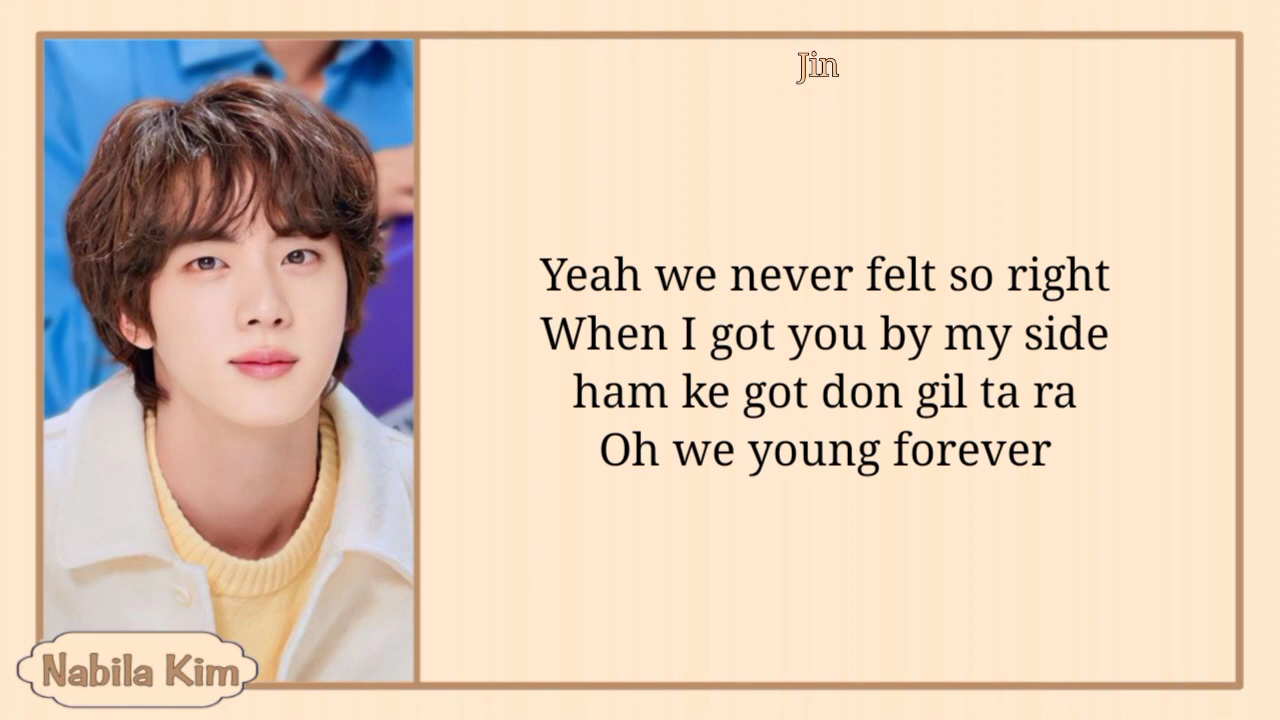 Jin
Yeah we never felt so right
When I got you by my side
ham ke got don gil ta ra
Oh we young forever
Nabila Kim